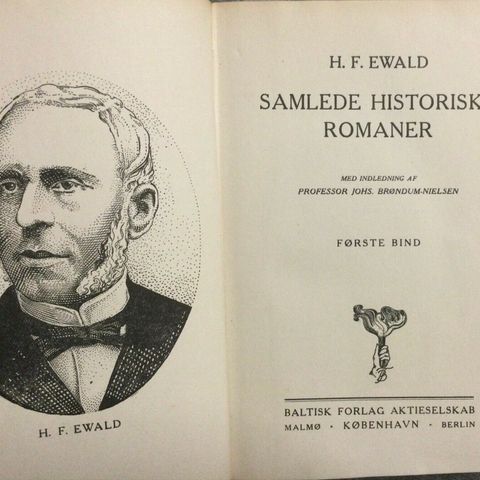 H. F. EWALD
H. F. EWALD
SAMLEDE HISTORISK
ROMANER
MED INDLEDNING AF
PROFESSOR JOHS. BRØNDUM-NIELSEN
FØRSTE BIND
BALTISK FORLAG AKTIESELSKAB
MALMØ · KØBENHAVN · BERLIN